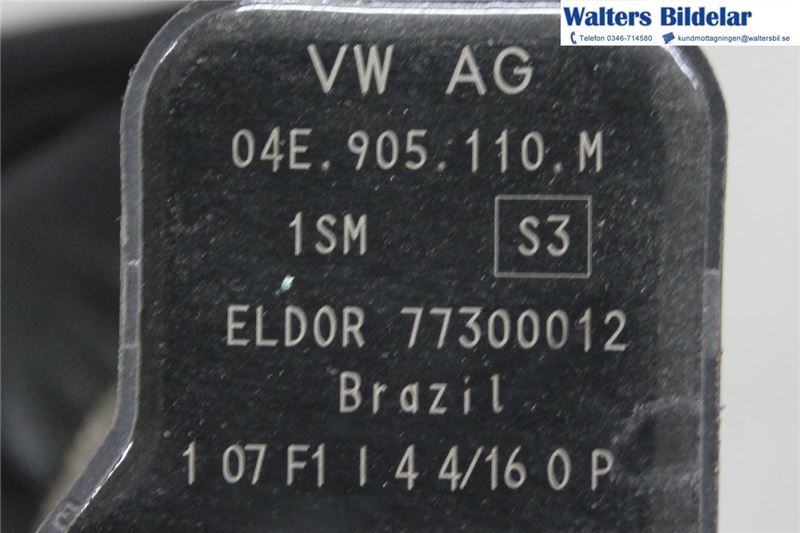 Walters Bildelar
Telefon 0346-714580 kundmottagningen@waltersbil.se
VW AG
04E.905.110.M
1SM S3
ELDOR 77300012
Brazil
1 07 F1 I 4 4/16 0 P